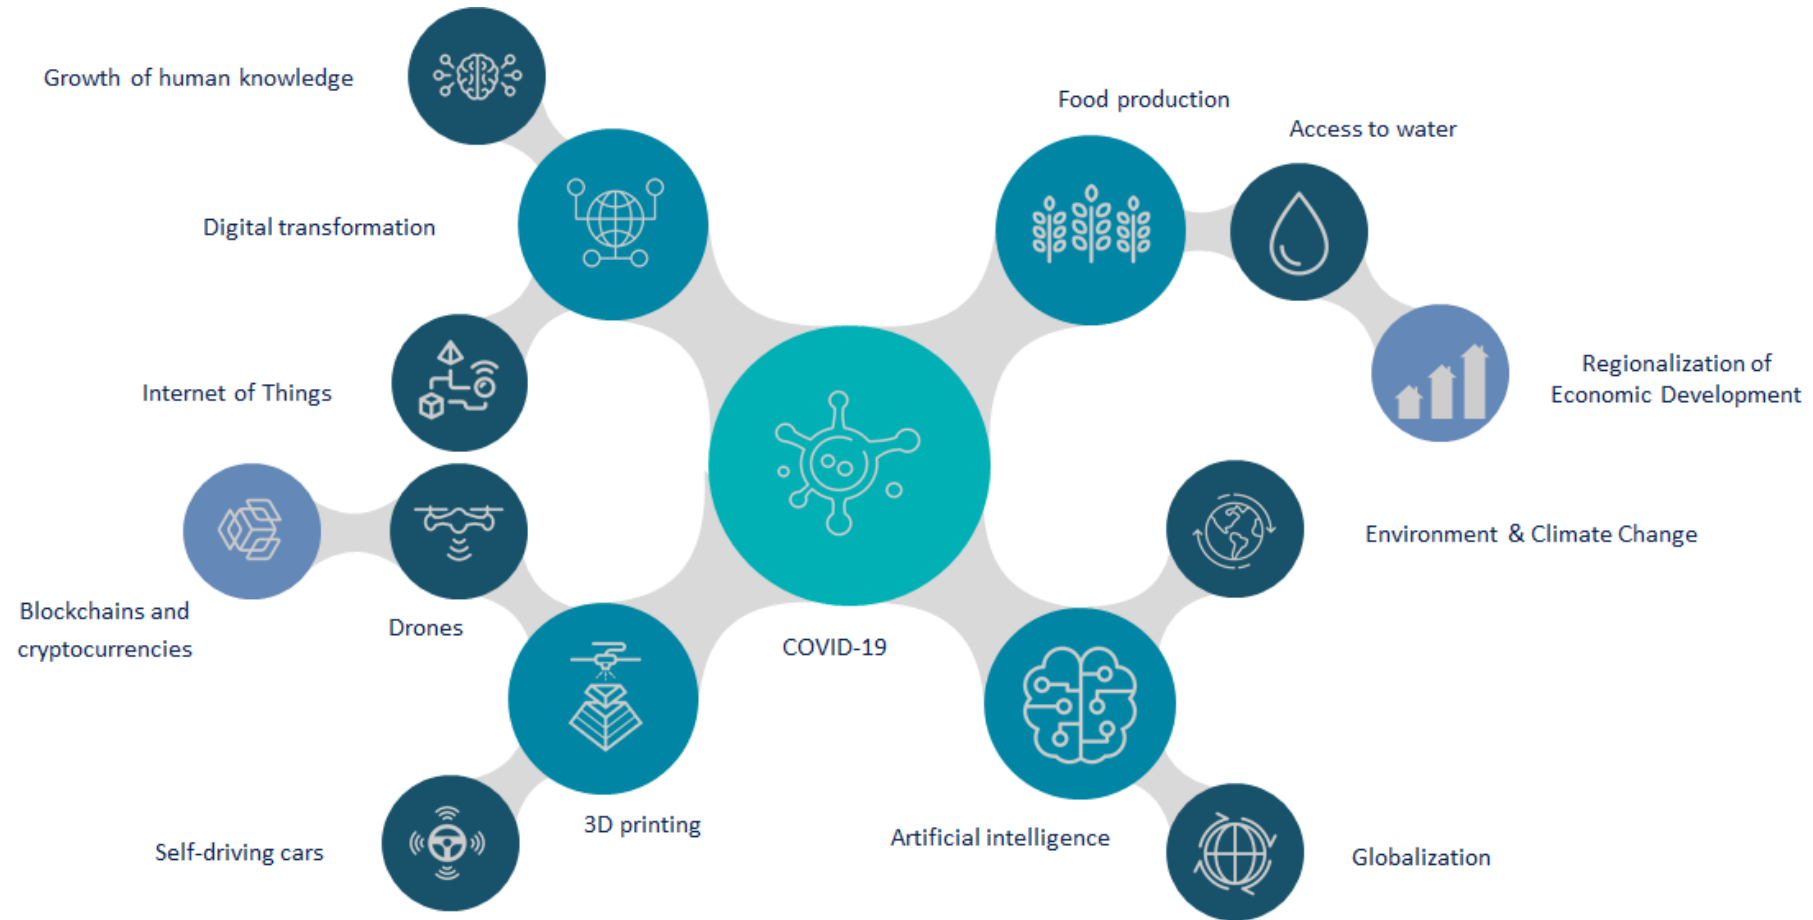 Growth of human knowledge
Food production
Access to water
Digital transformation
Regionalization of
Economic Development
Internet of Things
Environment & Climate Change
Blockchains and
cryptocurrencies
Drones
COVID-19
3D printing
Artificial intelligence
Self-driving cars
Globalization